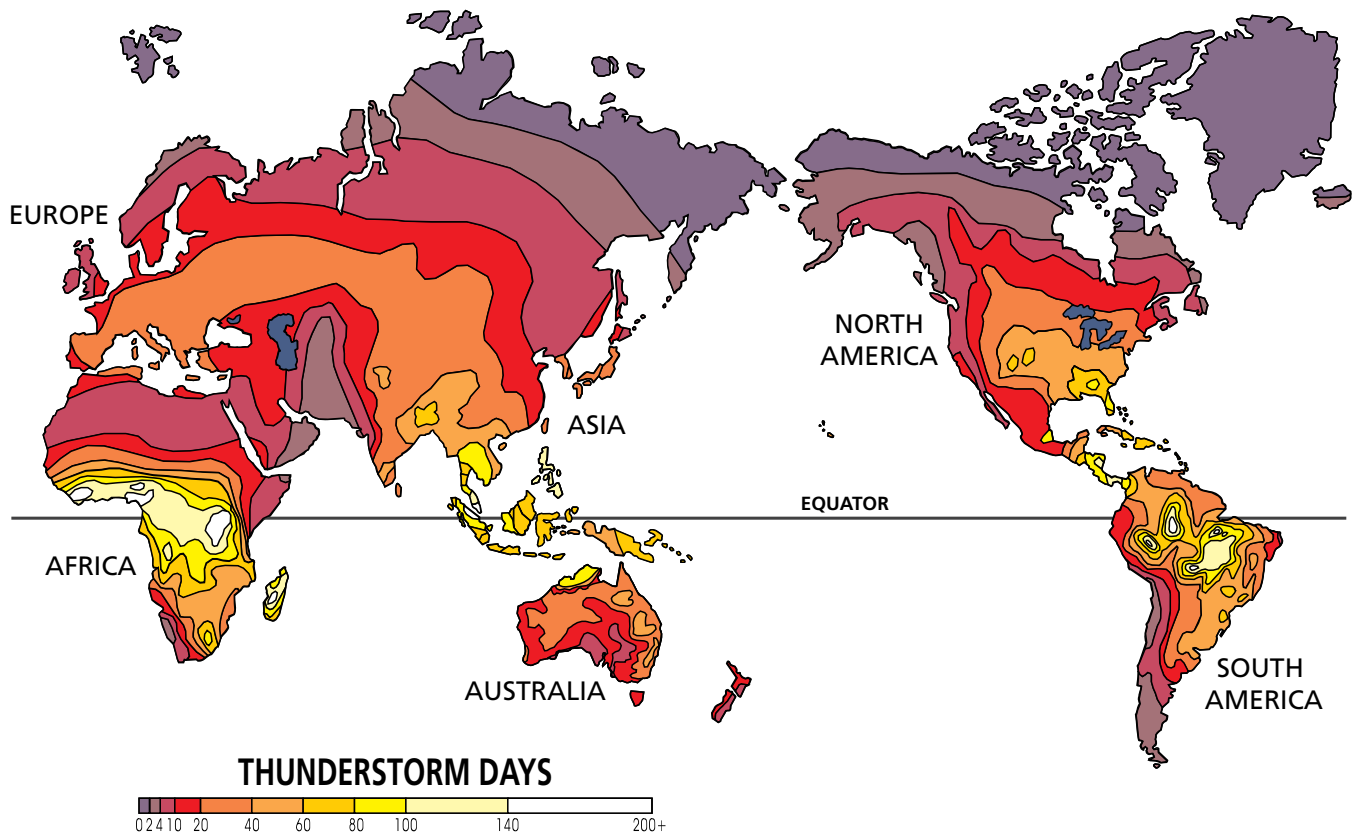 EUROPE
NORTH
AMERICA
ASIA
EQUATOR
AFRICA
SOUTH
AMERICA
AUSTRALIA
THUNDERSTORM DAYS
0 2 4 10 20 40 60 80 100 140 200+